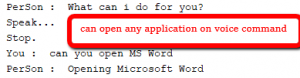 PerSon : What can i do for you?
Speak...
can open any application on voice command
Stop.
You : can you open MS Word
PerSon : Opening Microsoft Word